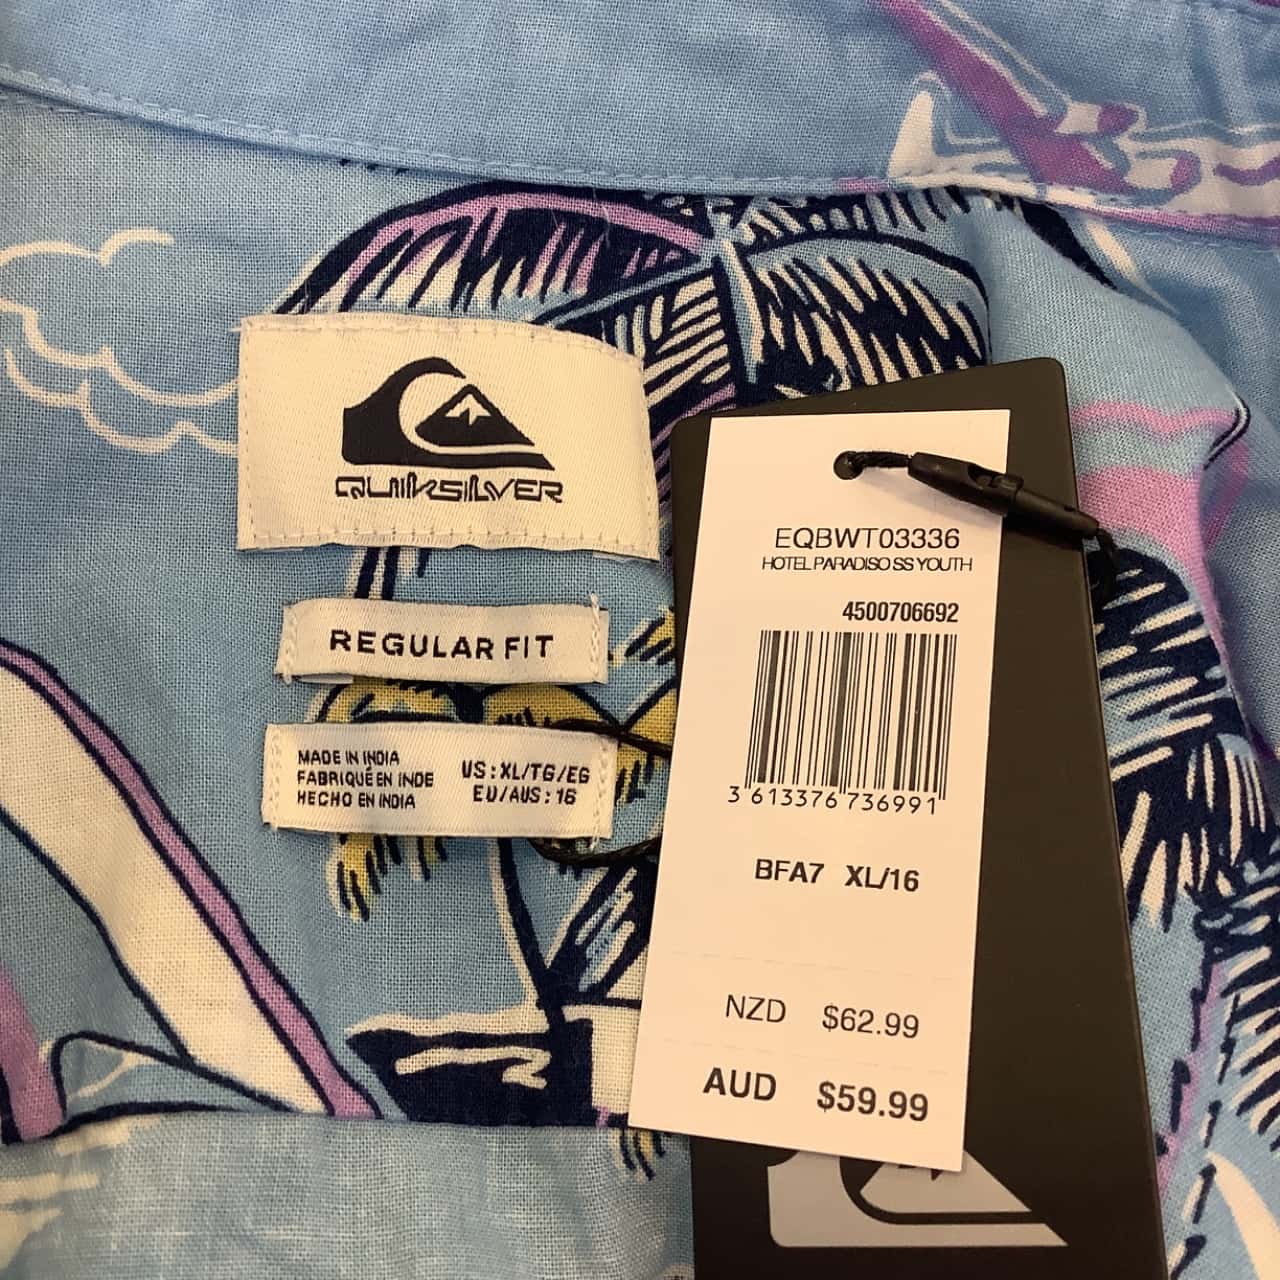 QUIKSILVER
REGULAR FIT
MADE IN INDIA
FABRIQUÉ EN INDE
HECHO EN INDIA
US:XL/TG/EG
EU/AUS:16
EQBWT03336
HOTEL PARADISO SS YOUTH
4500706692
3 613376 736991
BFA7 XL/16
NZD $62.99
AUD $59.99